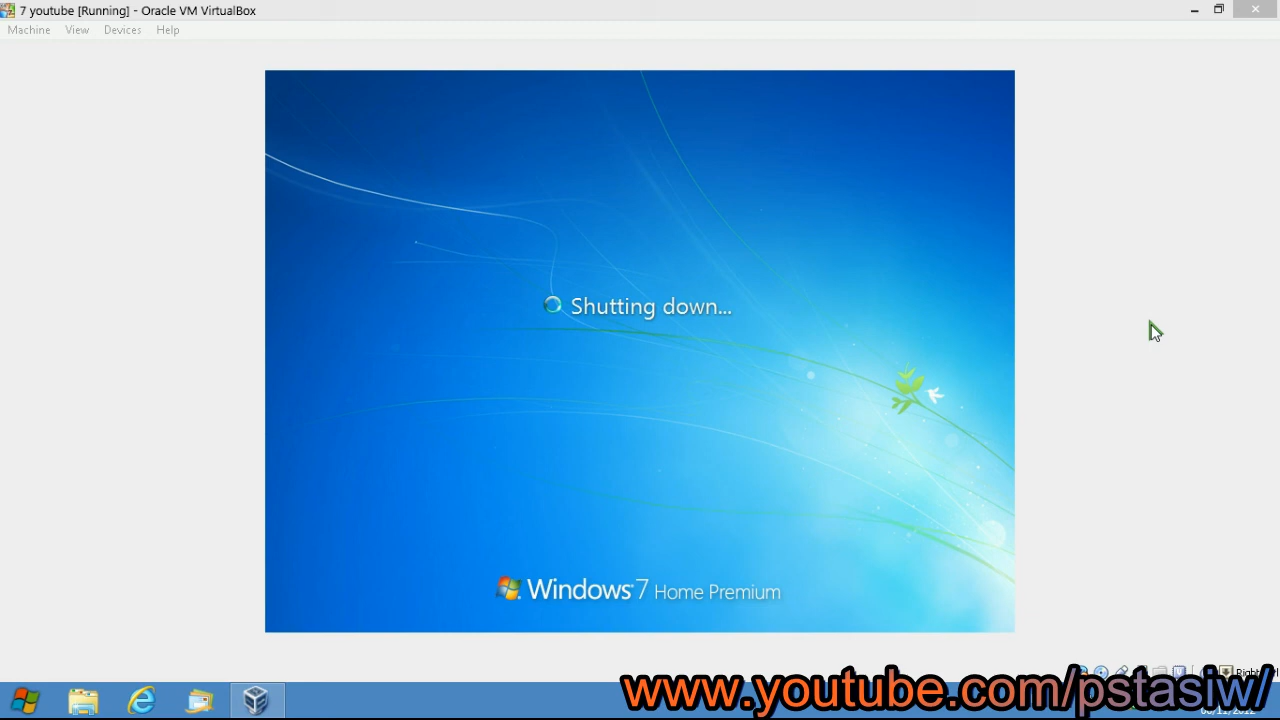 7 youtube [Running] - Oracle VM VirtualBox
Machine View Devices Help
Shutting down...
Windows 7 Home Premium
www.youtube.com/pstasiw/